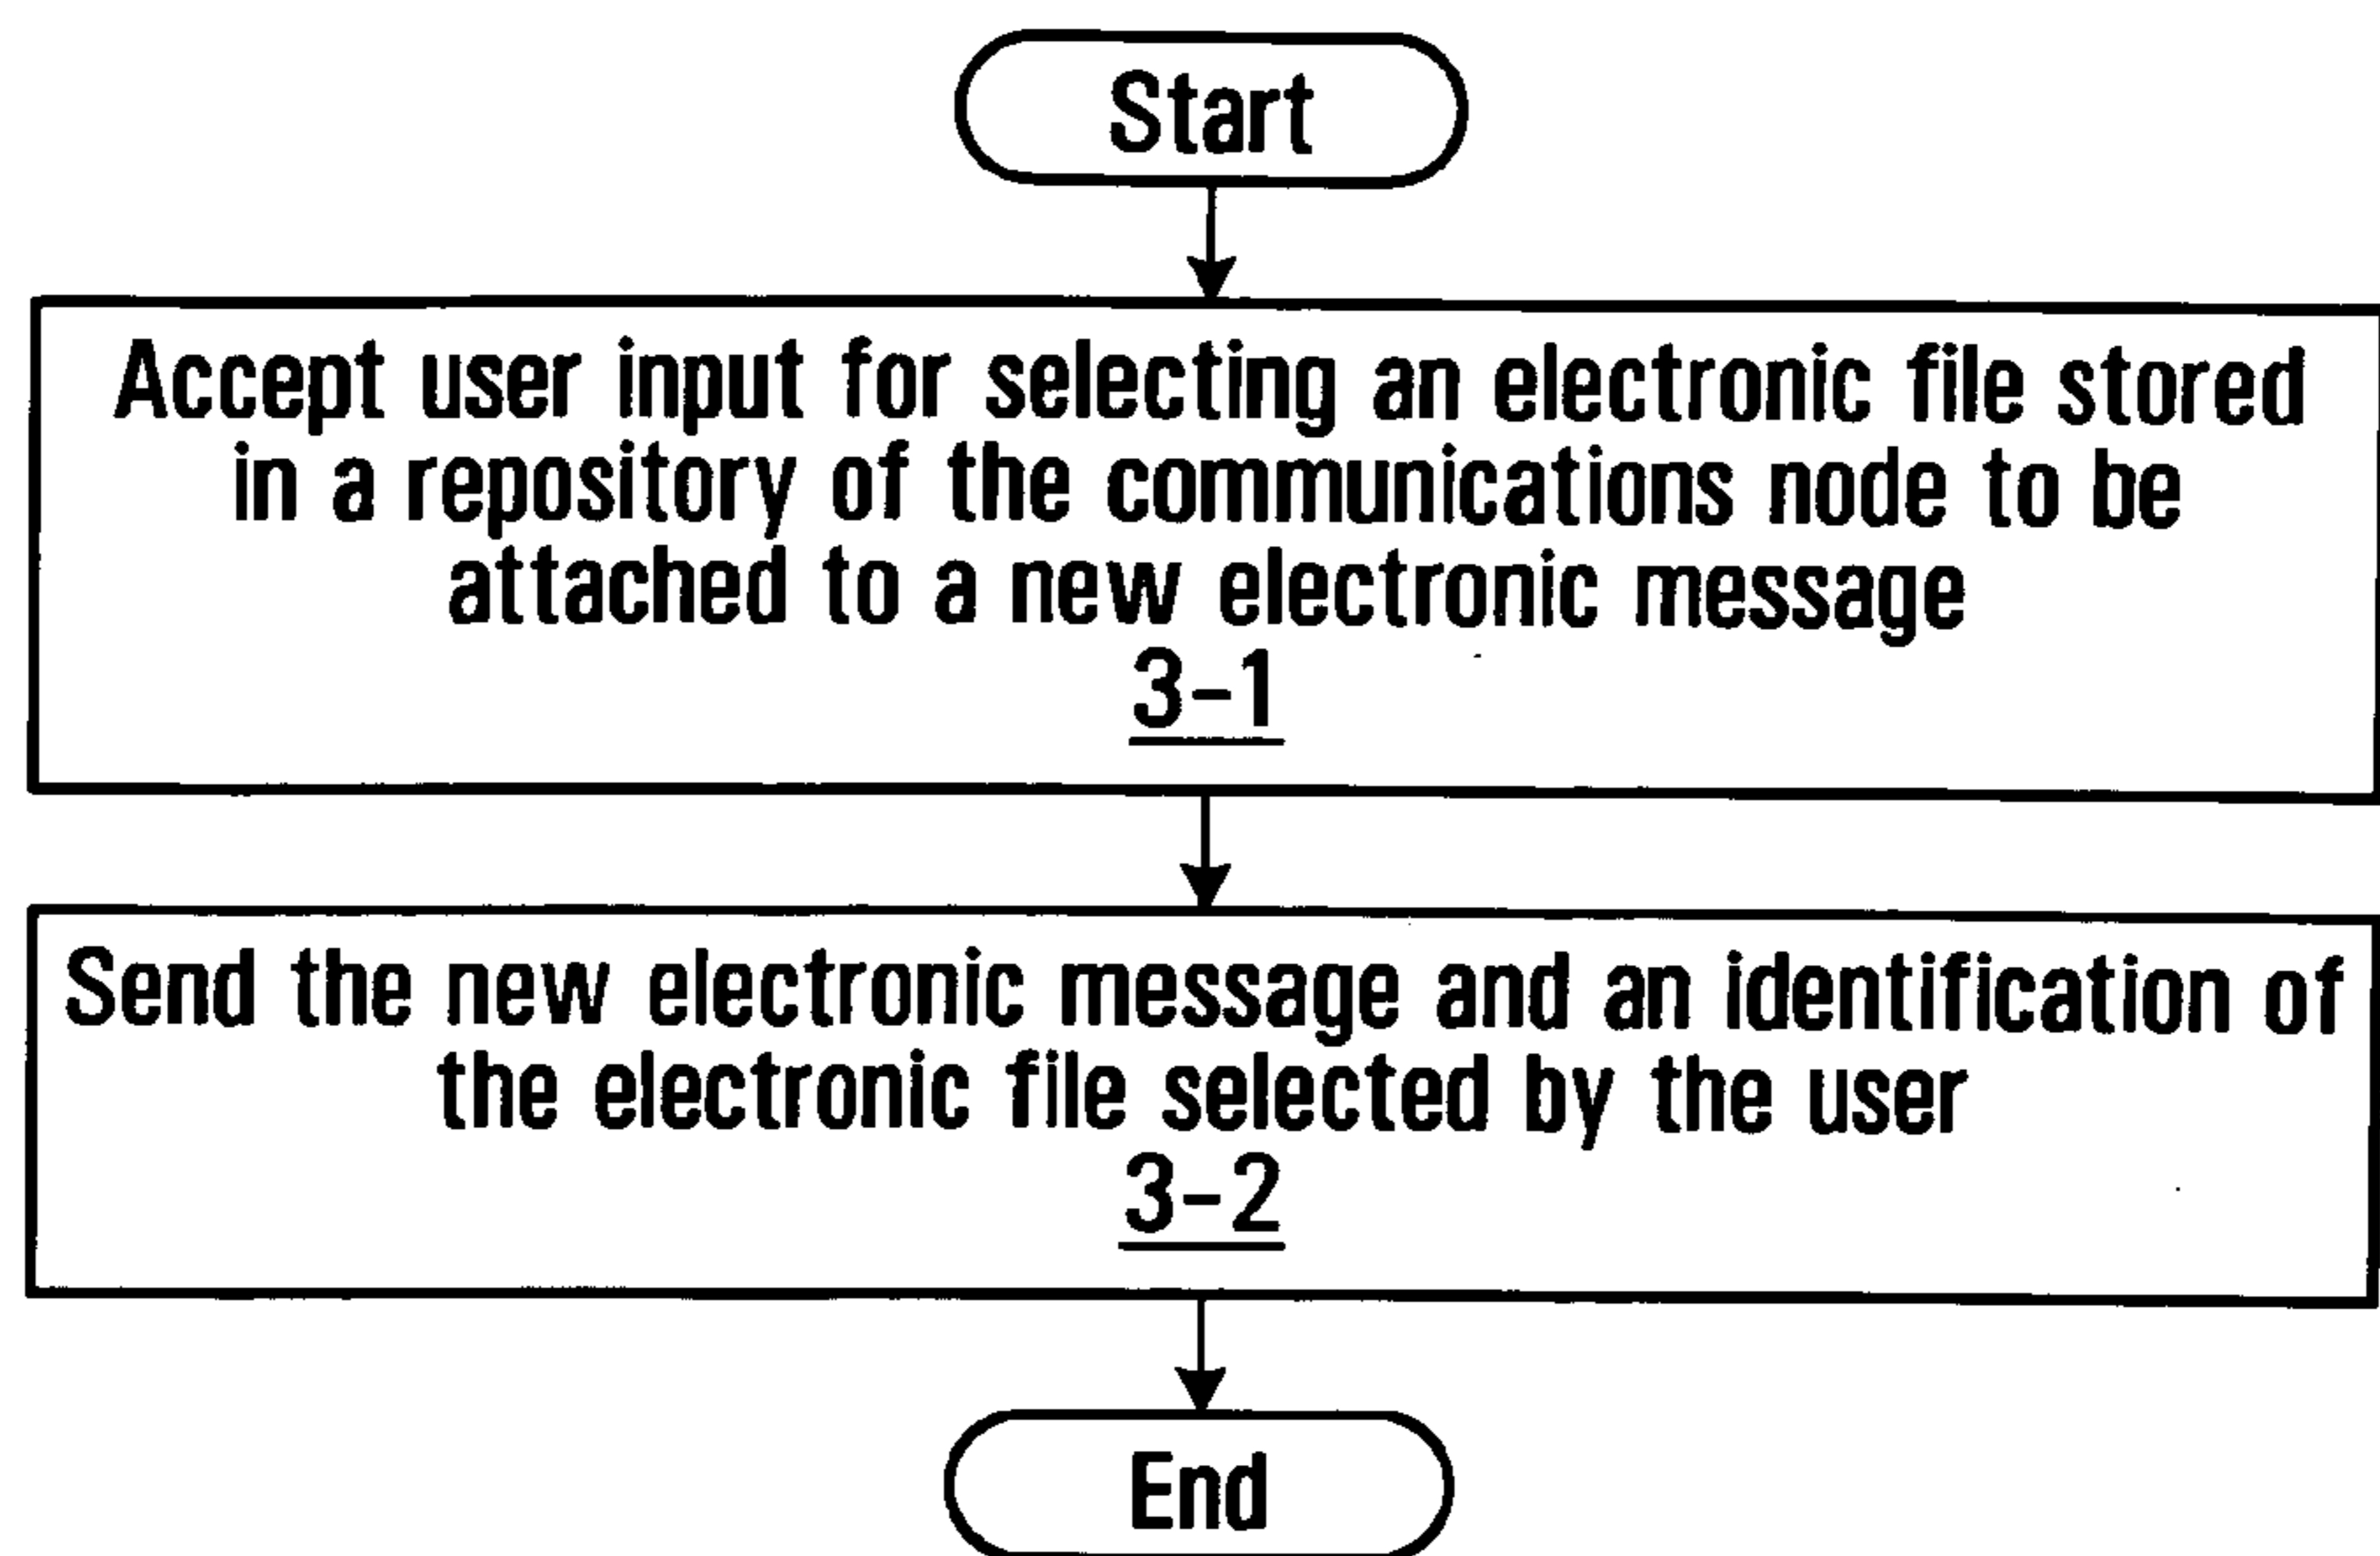 Start
Accept user input for selecting an electronic file stored
in a repository of the communications node to be
attached to a new electronic message
3-1
Send the new electronic message and an identification of
the electronic file selected by the user
3-2
End